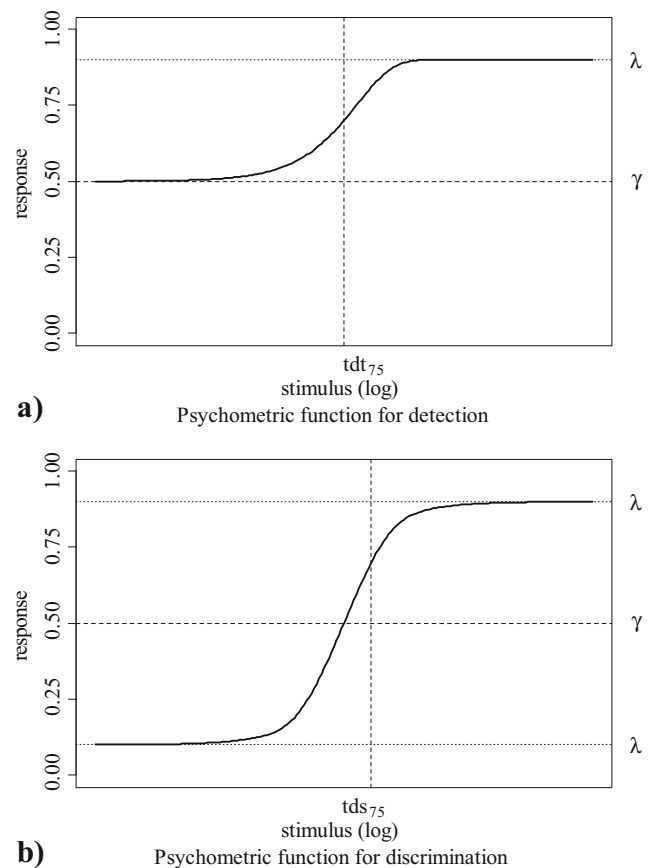 1.00
λ
0.75
0.50
γ
0.25
0.00
response
tdt75
stimulus (log)
a)
Psychometric function for detection
1.00
λ
0.75
0.50
γ
0.25
λ
0.00
response
tds75
stimulus (log)
b)
Psychometric function for discrimination